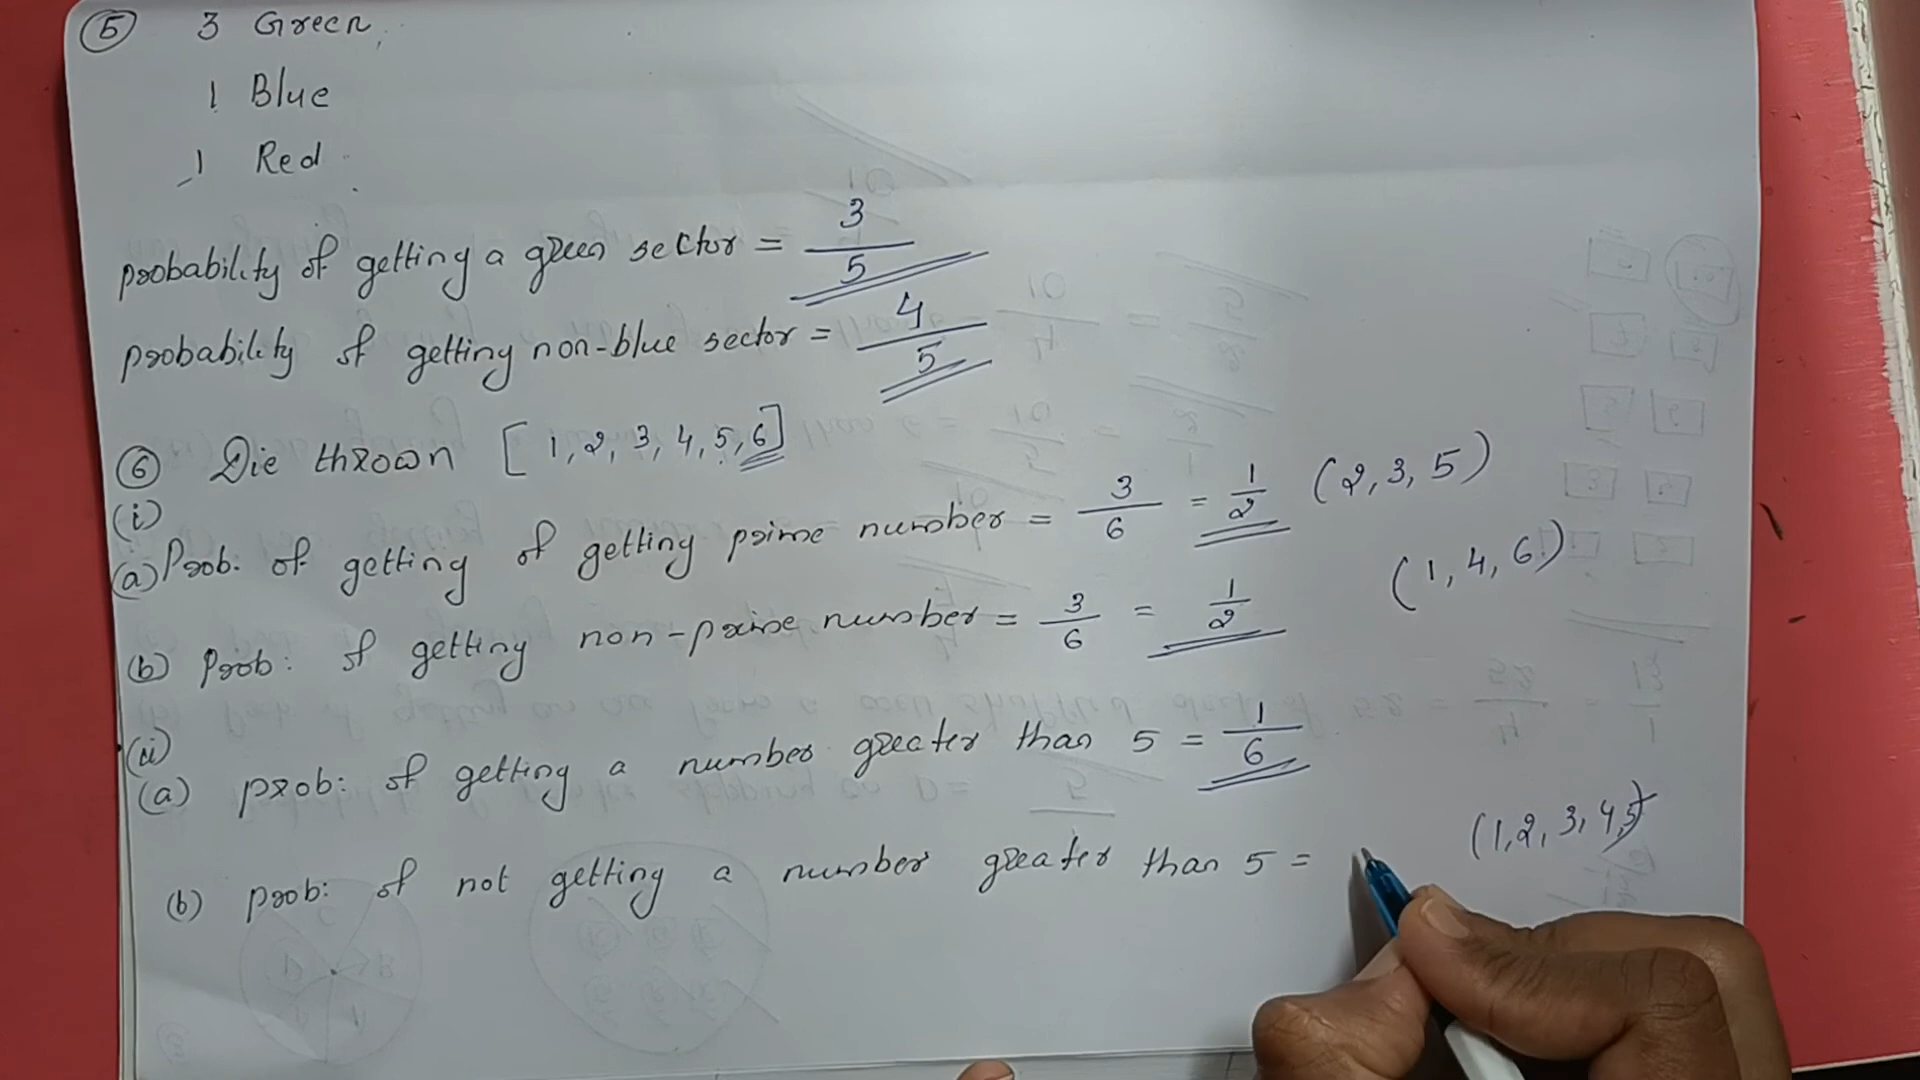 5 3 Green,
1 Blue
1 Red
probability of getting a green sector = 3/5
probability of getting non-blue sector = 4/5
6 Die thrown [1, 2, 3, 4, 5, 6]
(i)
(a) Prob. of getting of getting prime number = 3/6 = 1/2 (2, 3, 5)
(b) Prob: of getting non-prime number = 3/6 = 1/2 (1, 4, 6)
(ii)
(a) prob: of getting a number greater than 5 = 1/6
(b) prob: of not getting a number greater than 5 = (1, 2, 3, 4, 5)